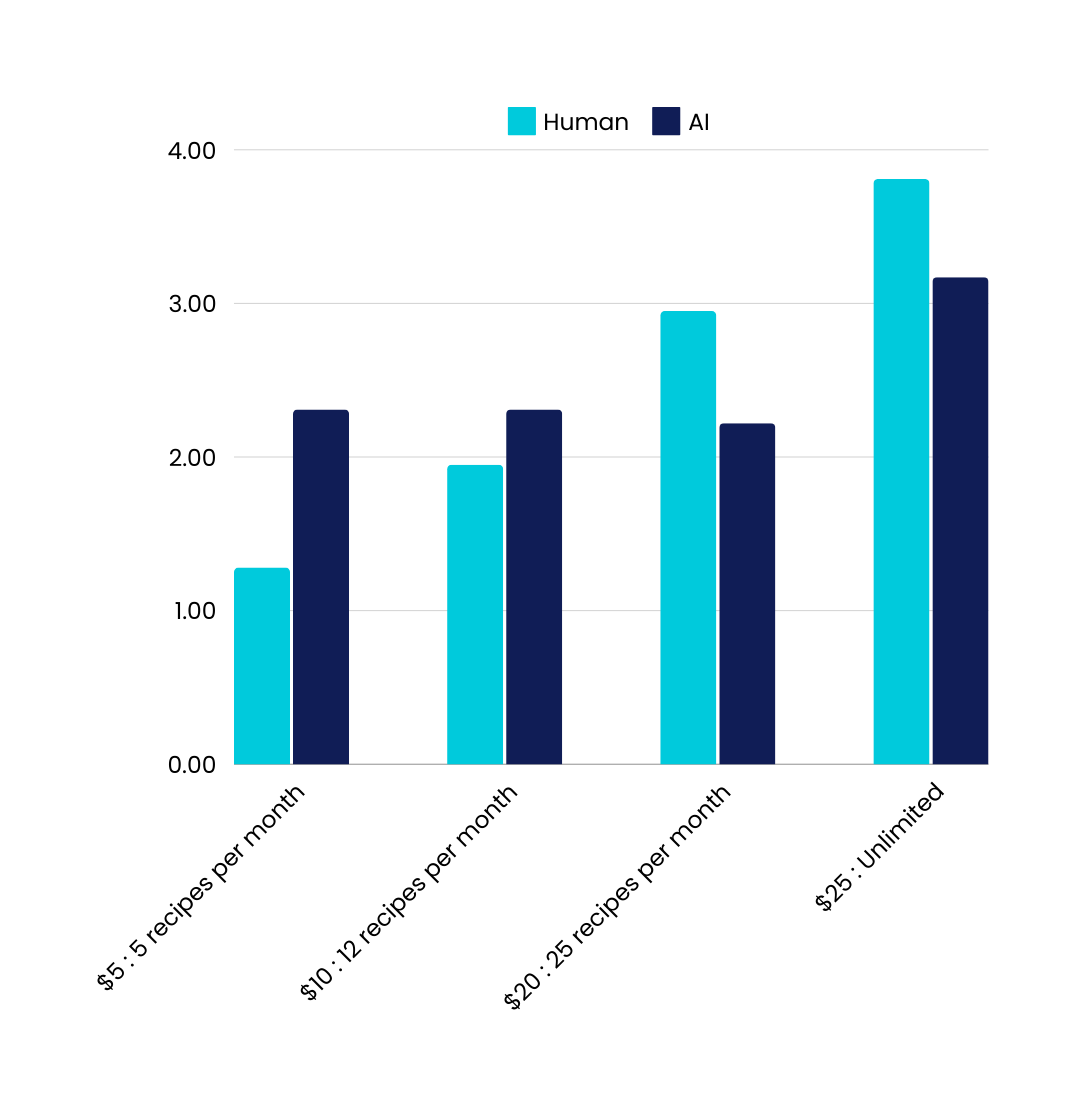 Human AI
4.00
3.00
2.00
1.00
0.00
$5 : 5 recipes per month
$10 : 12 recipes per month
$20 : 25 recipes per month
$25 : Unlimited